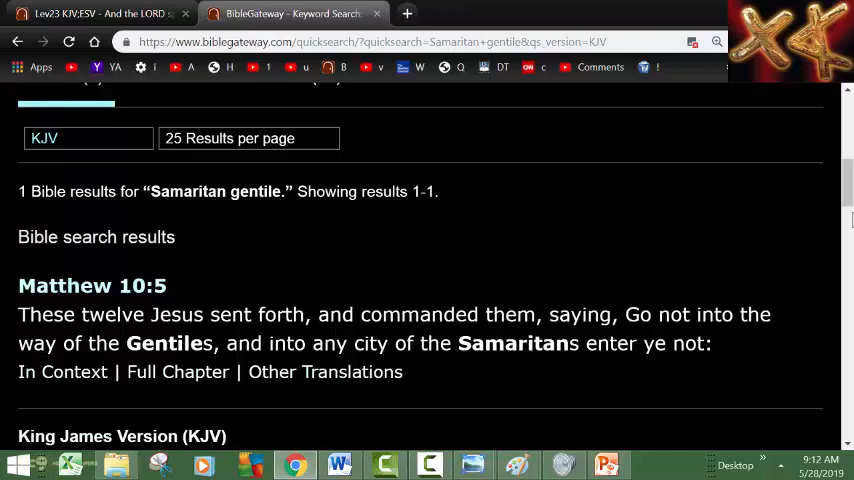 Lev23 KJV;ESV - And the LORD sp
BibleGateway - Keyword Search:
https://www.biblegateway.com/quicksearch/?quicksearch=Samaritan+gentile&qs_version=KJV
Apps YA i A H 1 u B v W Q DT c Comments !
KJV
25 Results per page
1 Bible results for “Samaritan gentile.” Showing results 1-1.
Bible search results
Matthew 10:5
These twelve Jesus sent forth, and commanded them, saying, Go not into the
way of the Gentiles, and into any city of the Samaritans enter ye not:
In Context | Full Chapter | Other Translations
King James Version (KJV)
Desktop
9:12 AM
5/28/2019